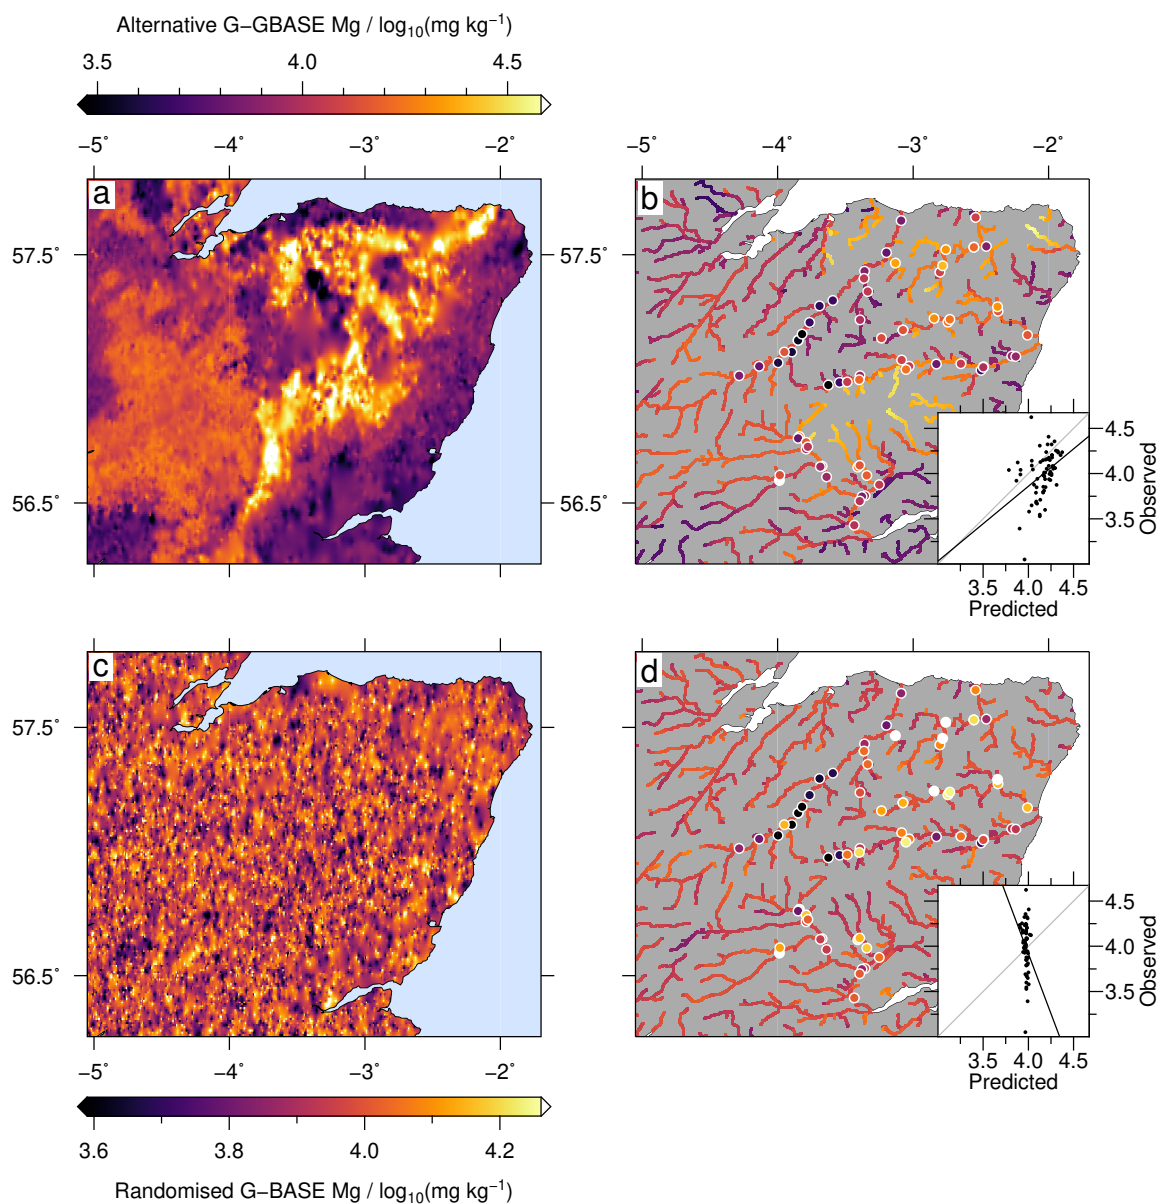 Alternative G−GBASE Mg / log10(mg kg−1)
3.5 4.0 4.5
−5˚ −4˚ −3˚ −2˚
−5˚ −4˚ −3˚ −2˚
a
b
57.5˚
57.5˚
56.5˚
56.5˚
4.5
4.0
3.5
Observed
3.5 4.0 4.5
Predicted
c
d
57.5˚
57.5˚
56.5˚
56.5˚
4.5
4.0
3.5
Observed
3.5 4.0 4.5
Predicted
−5˚ −4˚ −3˚ −2˚
3.6 3.8 4.0 4.2
Randomised G−BASE Mg / log10(mg kg−1)